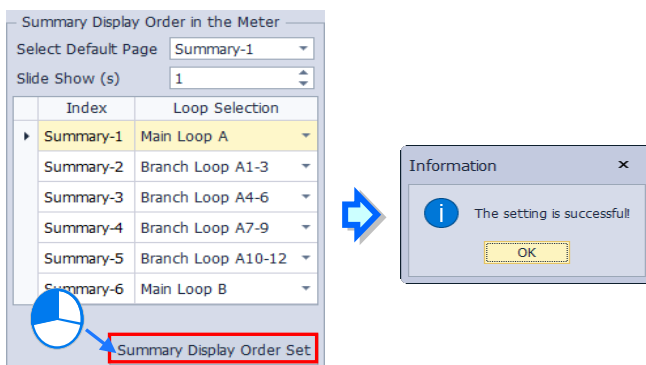 Summary Display Order in the Meter
Select Default Page Summary-1
Slide Show (s) 1
Index Loop Selection
Summary-1 Main Loop A
Summary-2 Branch Loop A1-3
Summary-3 Branch Loop A4-6
Summary-4 Branch Loop A7-9
Summary-5 Branch Loop A10-12
Summary-6 Main Loop B
Summary Display Order Set
Information x
i
The setting is successful!
OK